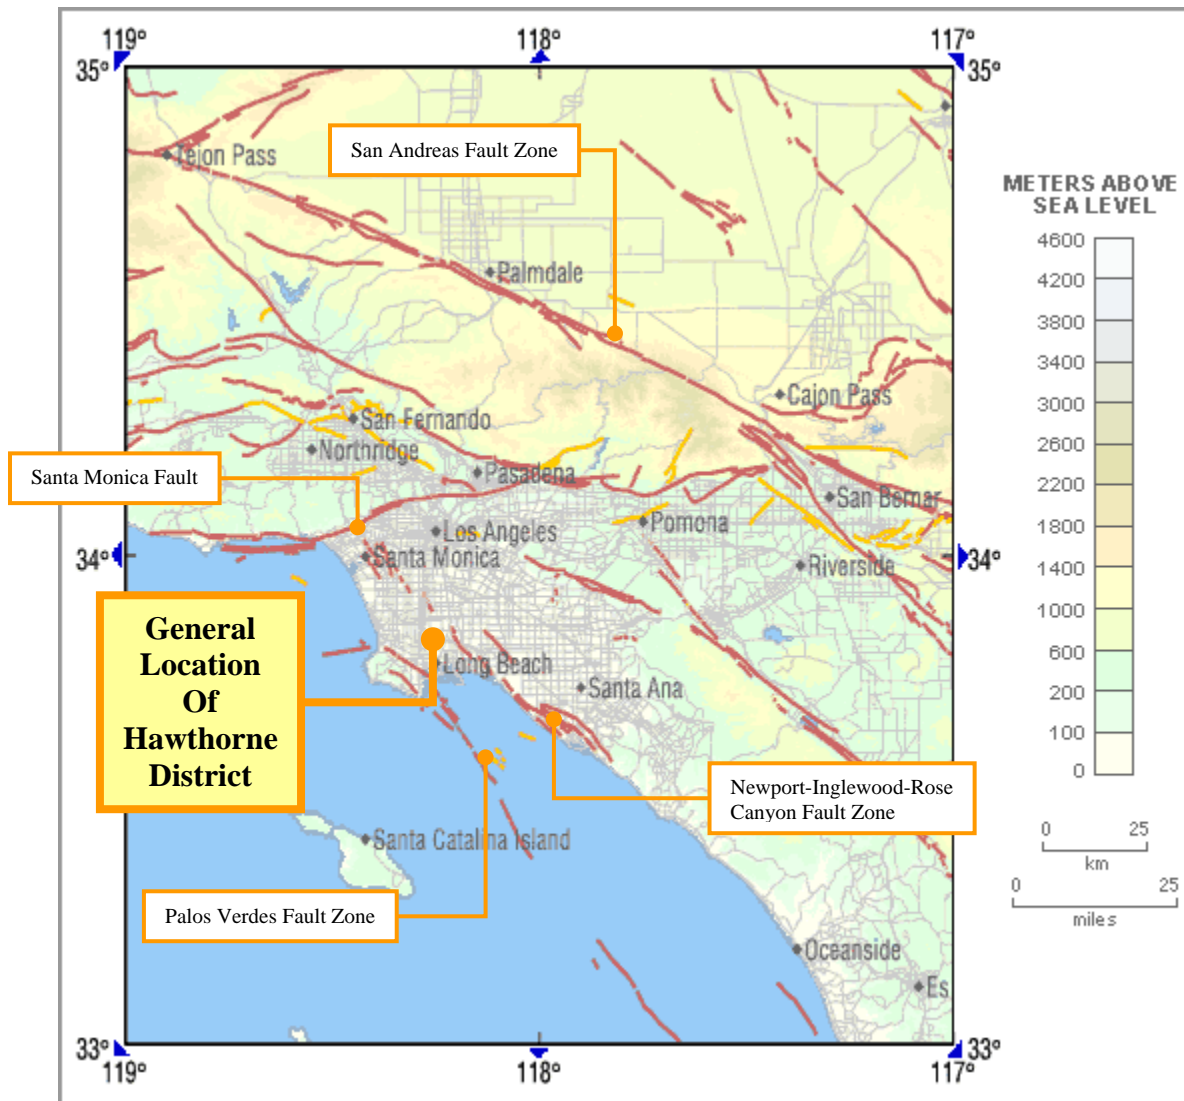 119° 118° 117°
35° 35°
San Andreas Fault Zone
Tejon Pass
METERS ABOVE
SEA LEVEL
4600
4200
3800
3400
3000
2600
2200
1800
1400
1000
600
200
100
0
Palmdale
Cajon Pass
San Fernando
Northridge
Santa Monica Fault
Pasadena
San Bernar
Pomona
Los Angeles
34° 34°
Santa Monica
Riverside
General
Location
Of
Hawthorne
District
Long Beach
Santa Ana
Newport-Inglewood-Rose
Canyon Fault Zone
0 25
km
0 25
miles
Santa Catalina Island
Palos Verdes Fault Zone
Oceanside
Es
33° 33°
119° 118° 117°